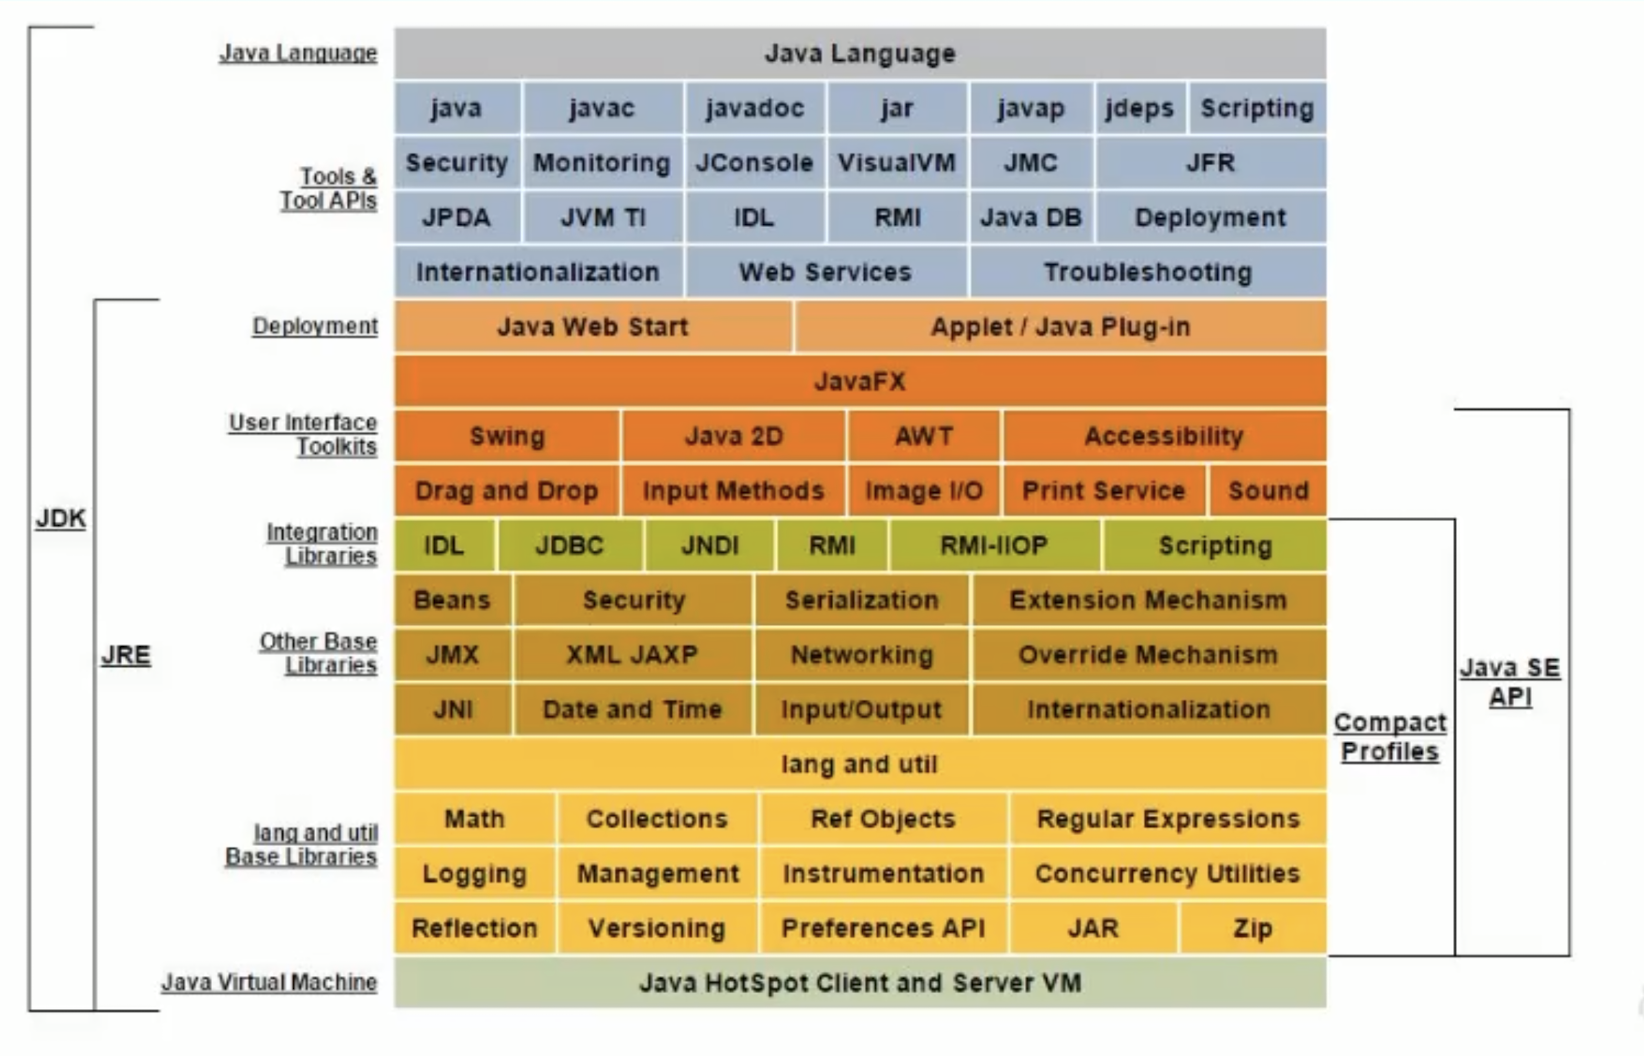 Java Language
Java Language
java javac javadoc jar javap jdeps Scripting
Tools &
Tool APIs
Security Monitoring JConsole VisualVM JMC JFR
JPDA JVM TI IDL RMI Java DB Deployment
Internationalization Web Services Troubleshooting
Deployment
Java Web Start Applet / Java Plug-in
JavaFX
User Interface
Toolkits
Swing Java 2D AWT Accessibility
Drag and Drop Input Methods Image I/O Print Service Sound
JDK
Integration
Libraries
IDL JDBC JNDI RMI RMI-IIOP Scripting
Beans Security Serialization Extension Mechanism
JRE
Other Base
Libraries
JMX XML JAXP Networking Override Mechanism
Java SE
API
JNI Date and Time Input/Output Internationalization
Compact
Profiles
lang and util
lang and util
Base Libraries
Math Collections Ref Objects Regular Expressions
Logging Management Instrumentation Concurrency Utilities
Reflection Versioning Preferences API JAR Zip
Java Virtual Machine
Java HotSpot Client and Server VM